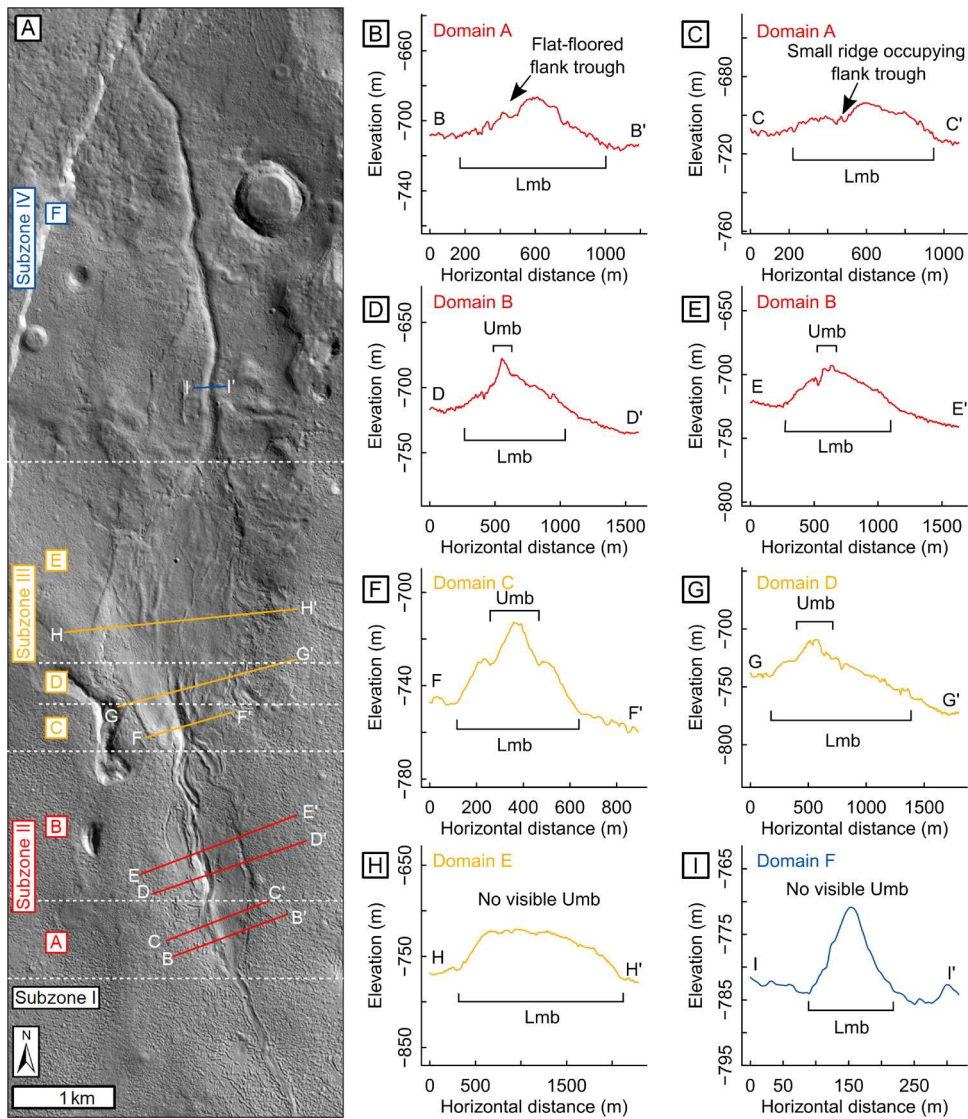 A
Subzone IV
F
I
I'
E
Subzone III
H
H'
G'
D
G
C
F
F'
E'
B
D'
Subzone II
E
D
C'
B'
A
C
B
Subzone I
N
1 km
B
Domain A
Flat-floored
flank trough
Elevation (m)
−660
−700
−740
B
B'
Lmb
0
200
600
1000
Horizontal distance (m)
C
Domain A
Small ridge occupying
flank trough
Elevation (m)
−680
−720
−760
C
C'
Lmb
0
200
600
1000
Horizontal distance (m)
D
Domain B
Umb
Elevation (m)
−650
−700
−750
D
D'
Lmb
0
500
1000
1500
Horizontal distance (m)
E
Domain B
Umb
Elevation (m)
−650
−700
−750
−800
E
E'
Lmb
0
500
1000
1500
Horizontal distance (m)
F
Domain C
Umb
Elevation (m)
−700
−740
−780
F
F'
Lmb
0
200
400
600
800
Horizontal distance (m)
G
Domain D
Umb
Elevation (m)
−700
−750
−800
G
G'
Lmb
0
500
1000
1500
Horizontal distance (m)
H
Domain E
No visible Umb
Elevation (m)
−650
−750
−850
H
H'
Lmb
0
500
1500
Horizontal distance (m)
I
Domain F
No visible Umb
Elevation (m)
−765
−775
−785
−795
I
I'
Lmb
0
50
150
250
Horizontal distance (m)